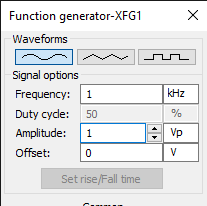 Function generator-XFG1
Waveforms
Signal options
Frequency: 1 kHz
Duty cycle: 50 %
Amplitude: 1 Vp
Offset: 0 V
Set rise/Fall time